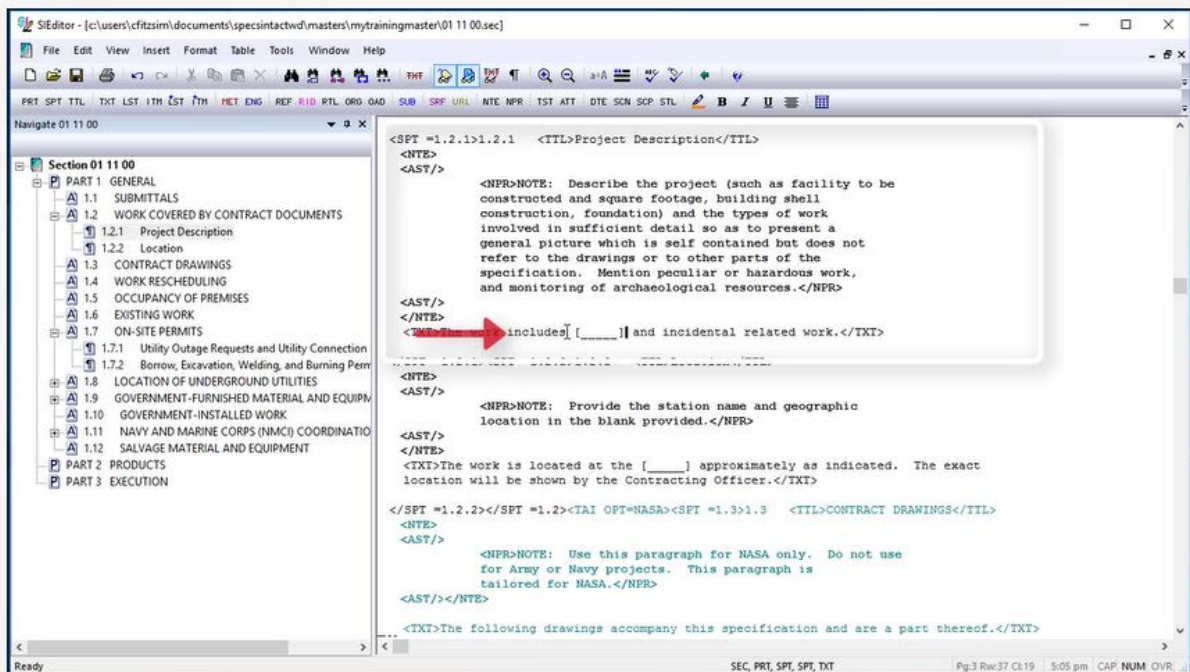 SIEditor - [c:\users\cfitzsim\documents\specsintactwd\masters\mytrainingmaster\01 11 00.sec]
File Edit View Insert Format Table Tools Window Help
PRT SPT TTL TXT LST ITM LST ITM MET ENG REF RID RTL ORG OAD SUB SRF URL NTE NPR TST ATT DTE SCN SCP STL B I U
Navigate 01 11 00
Section 01 11 00
PART 1 GENERAL
1.1 SUBMITTALS
1.2 WORK COVERED BY CONTRACT DOCUMENTS
1.2.1 Project Description
1.2.2 Location
1.3 CONTRACT DRAWINGS
1.4 WORK RESCHEDULING
1.5 OCCUPANCY OF PREMISES
1.6 EXISTING WORK
1.7 ON-SITE PERMITS
1.7.1 Utility Outage Requests and Utility Connection
1.7.2 Borrow, Excavation, Welding, and Burning Perm
1.8 LOCATION OF UNDERGROUND UTILITIES
1.9 GOVERNMENT-FURNISHED MATERIAL AND EQUIPM
1.10 GOVERNMENT-INSTALLED WORK
1.11 NAVY AND MARINE CORPS (NMCI) COORDINATIO
1.12 SALVAGE MATERIAL AND EQUIPMENT
PART 2 PRODUCTS
PART 3 EXECUTION
<SPT =1.2.1>1.2.1 <TTL>Project Description</TTL>
<NTE>
<AST/>
<NPR>NOTE: Describe the project (such as facility to be
constructed and square footage, building shell
construction, foundation) and the types of work
involved in sufficient detail so as to present a
general picture which is self contained but does not
refer to the drawings or to other parts of the
specification. Mention peculiar or hazardous work,
and monitoring of archaeological resources.</NPR>
<AST/>
</NTE>
<TXT>The work includes [_____] and incidental related work.</TXT>
<NTE>
<AST/>
<NPR>NOTE: Provide the station name and geographic
location in the blank provided.</NPR>
<AST/>
</NTE>
<TXT>The work is located at the [_____] approximately as indicated. The exact
location will be shown by the Contracting Officer.</TXT>
</SPT =1.2.2></SPT =1.2><TAI OPT=NASA><SPT =1.3>1.3 <TTL>CONTRACT DRAWINGS</TTL>
<NTE>
<AST/>
<NPR>NOTE: Use this paragraph for NASA only. Do not use
for Army or Navy projects. This paragraph is
tailored for NASA.</NPR>
<AST/></NTE>
<TXT>The following drawings accompany this specification and are a part thereof.</TXT>
Ready
SEC, PRT, SPT, SPT, TXT
Pg:3 Rw:37 Cl:19 5:05 pm CAP NUM OVR